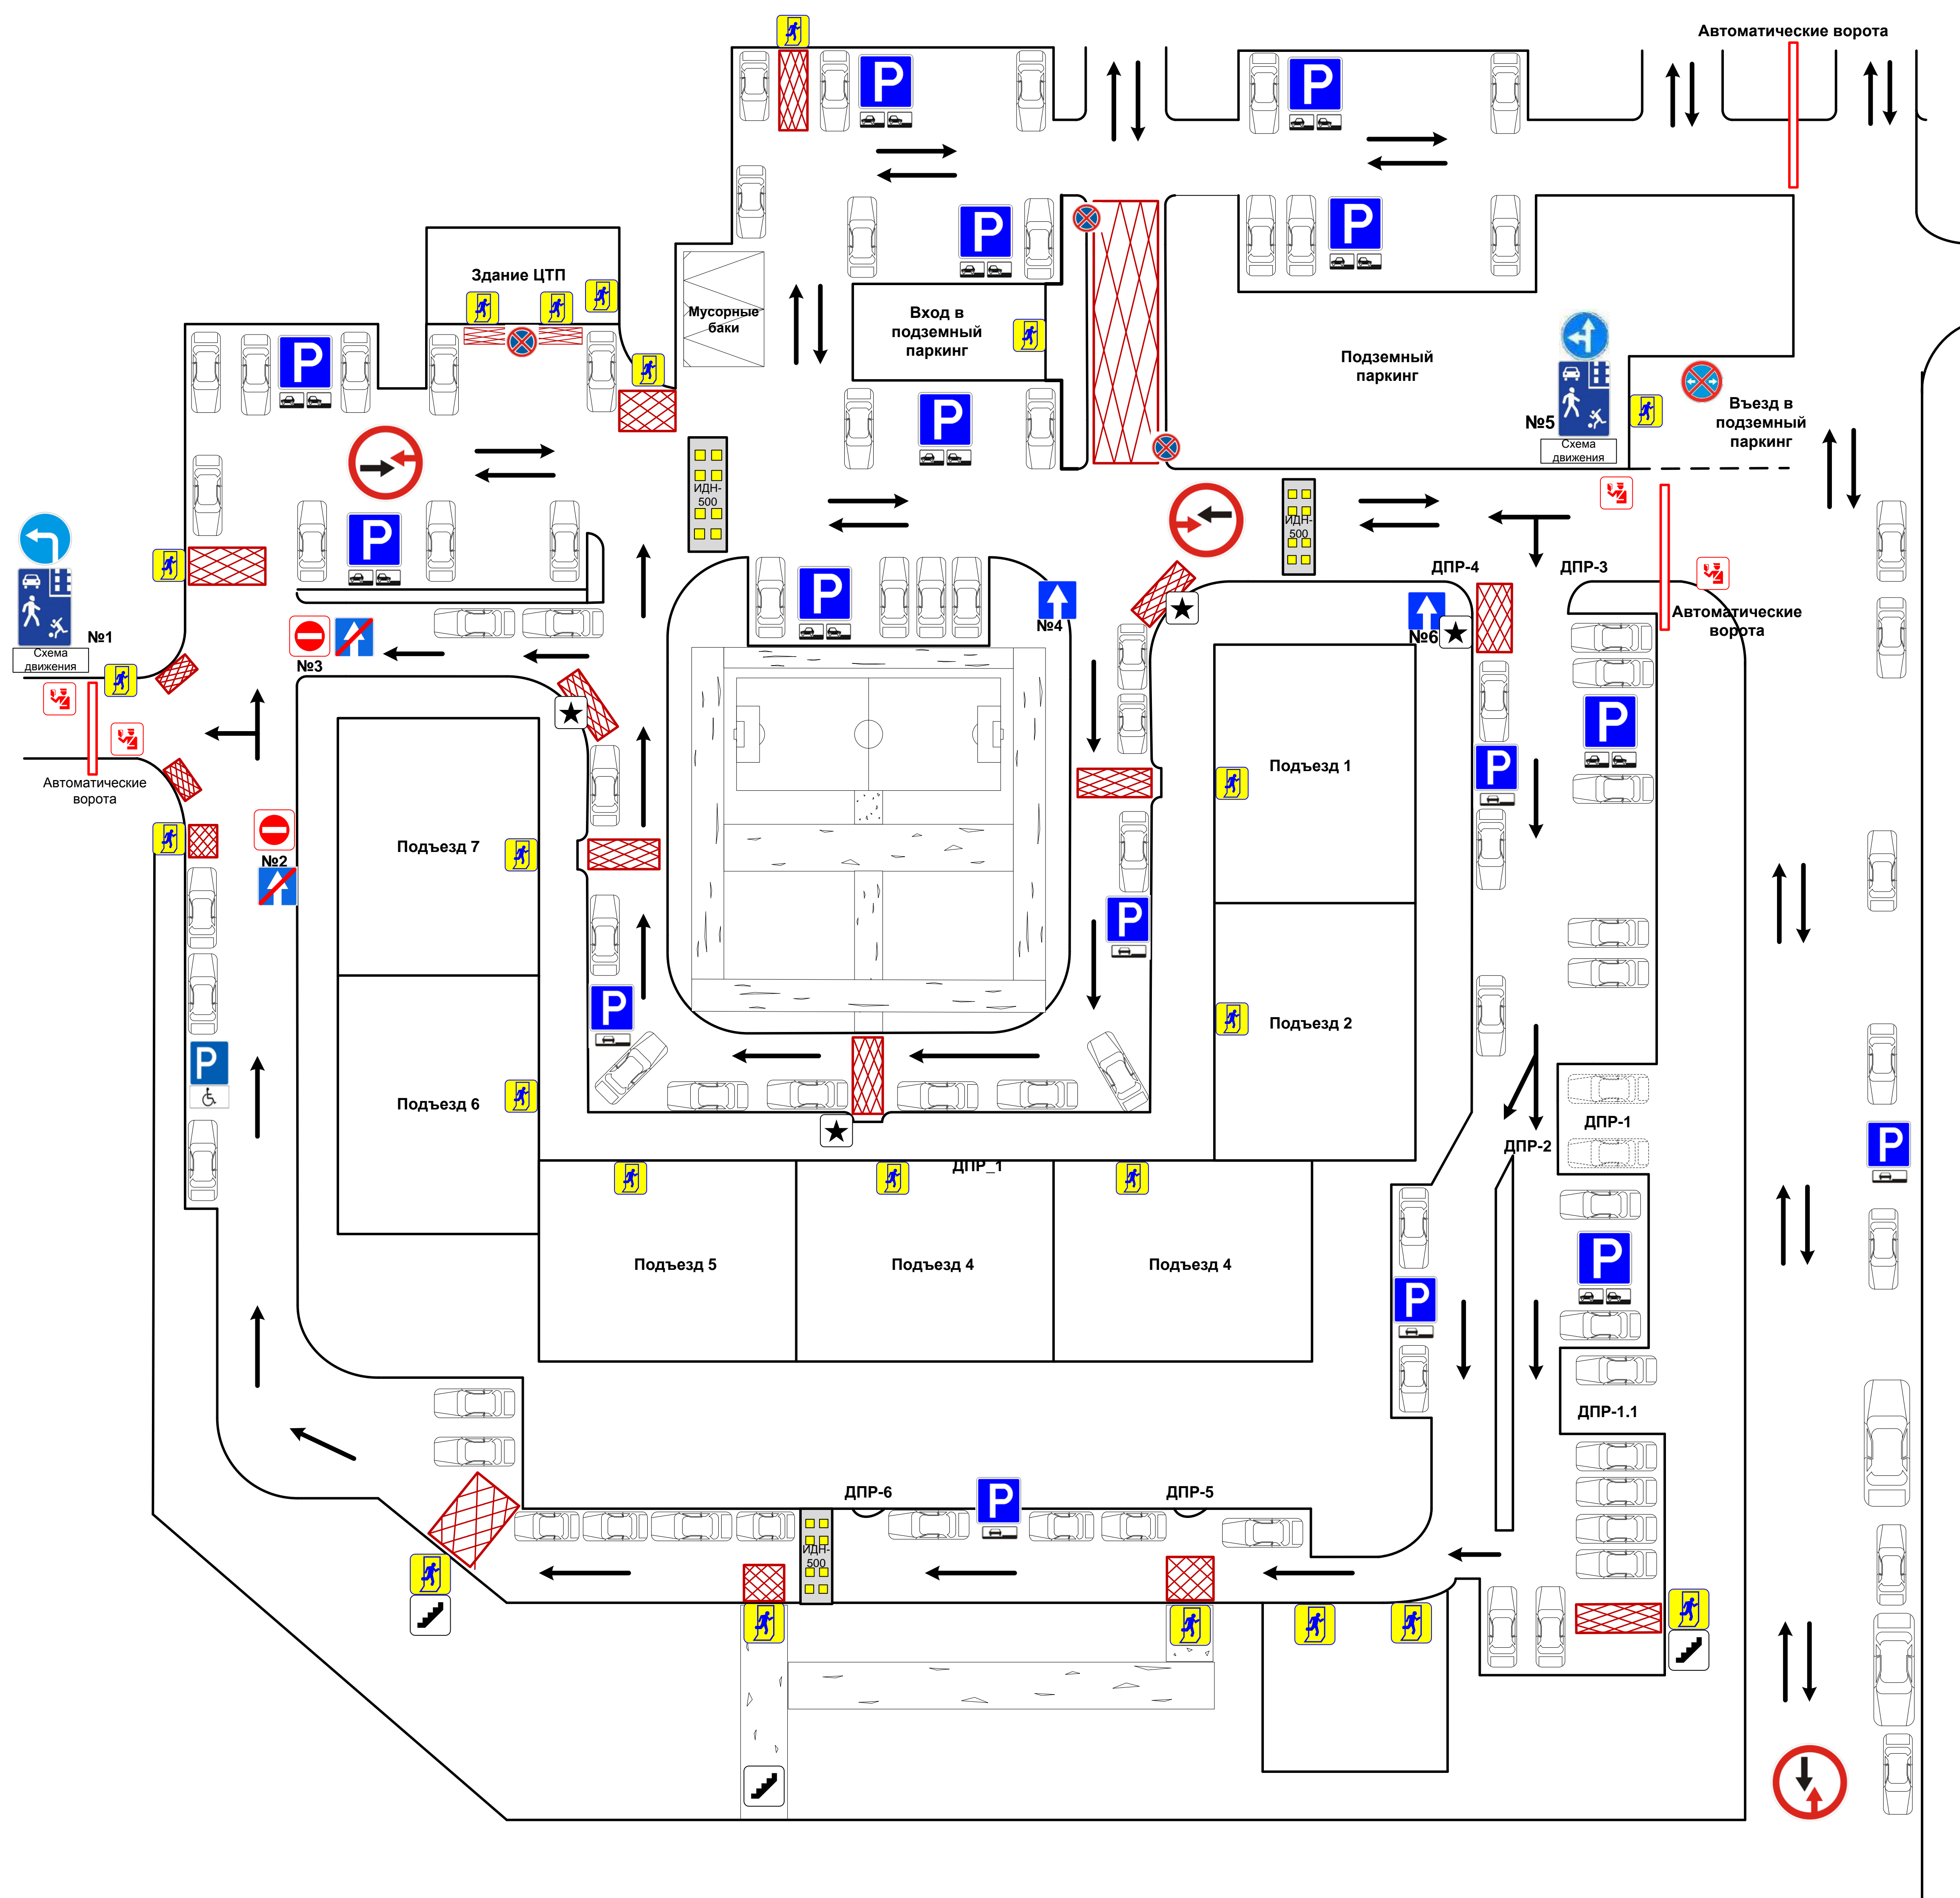 Автоматические ворота
P
P
P
P
Здание ЦТП
Мусорные
баки
Вход в
подземный
паркинг
Подземный
паркинг
P
P
№5
Схема
движения
Въезд в
подземный
паркинг
ИДН-
500
ИДН-
500
P
P
ДПР-4
ДПР-3
№4
№6
Автоматические
ворота
№1
Схема
движения
№3
Автоматические
ворота
P
P
Подъезд 1
Подъезд 7
№2
P
Подъезд 2
P
P
Подъезд 6
ДПР-1
ДПР-2
P
ДПР_1
Подъезд 5
Подъезд 4
Подъезд 4
P
P
ДПР-1.1
ДПР-6
P
ДПР-5
ИДН-
500